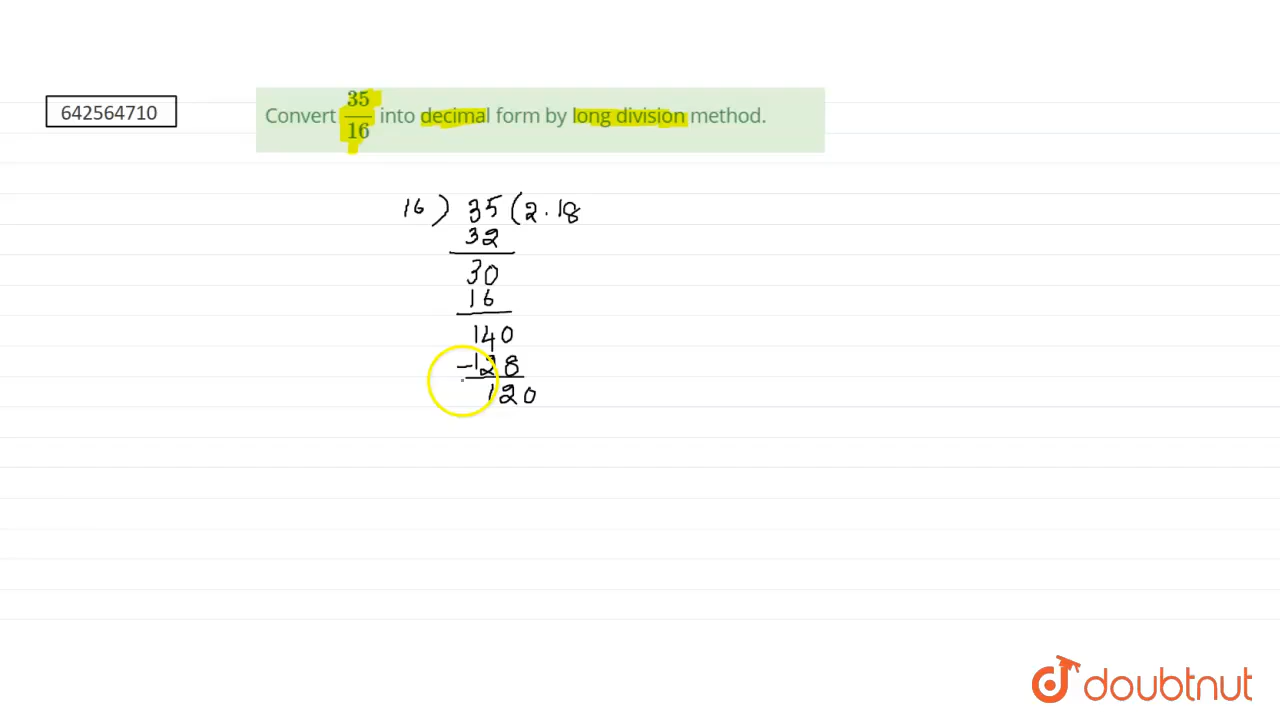 642564710
Convert 35/16 into decimal form by long division method.
16 ) 35 ( 2.18
32
30
16
140
-128
120
doubtnut